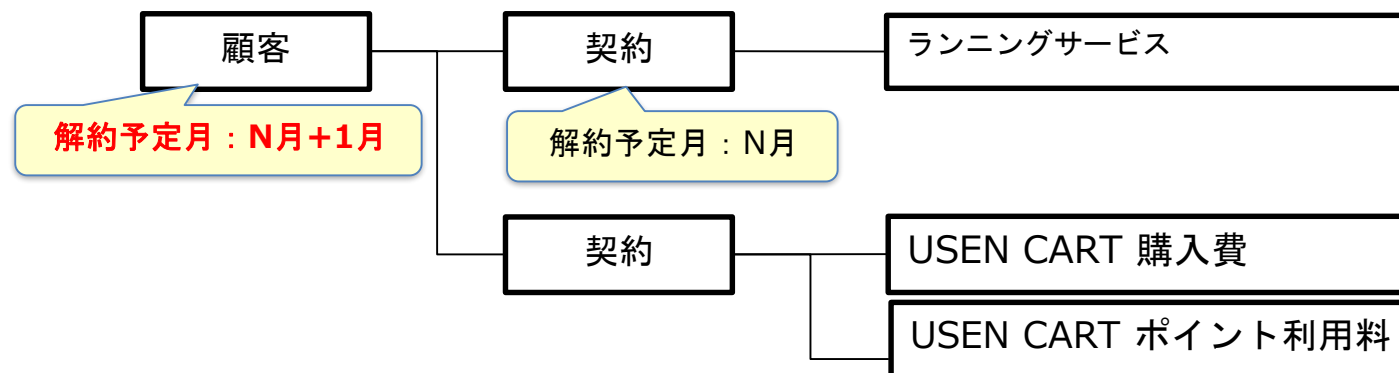 顧客
契約
ランニングサービス
解約予定月：N月+1月
解約予定月：N月
契約
USEN CART 購入費
USEN CART ポイント利用料